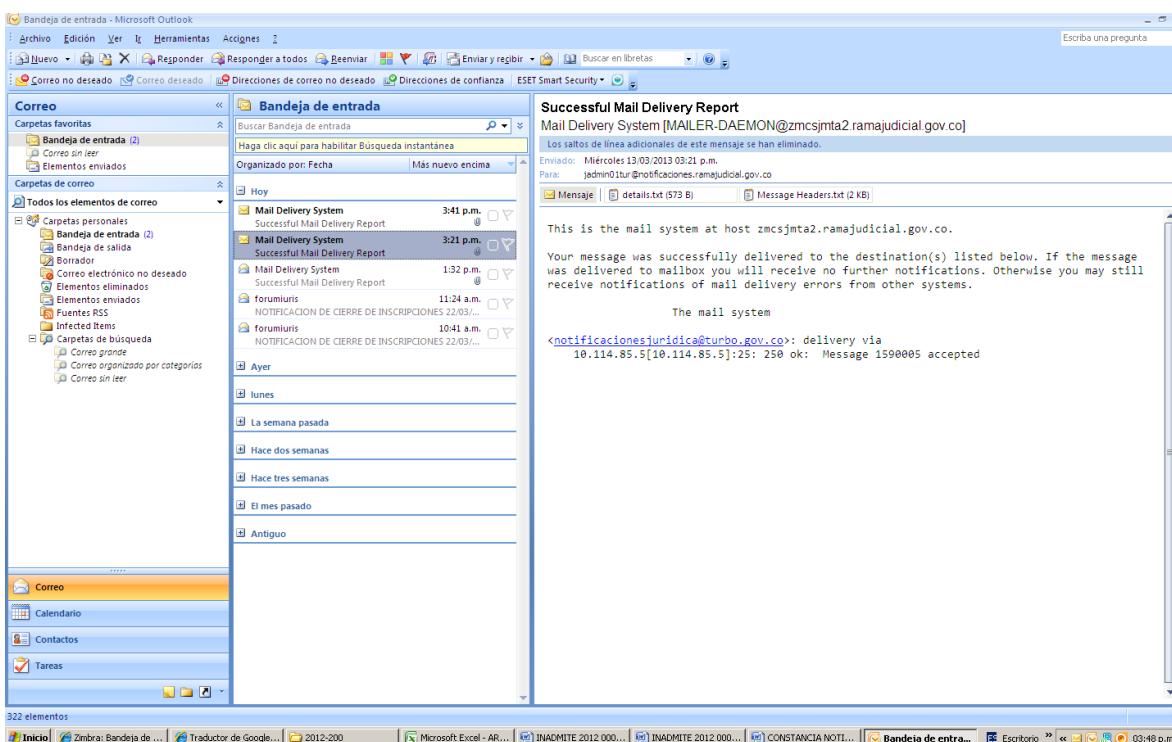 Bandeja de entrada - Microsoft Outlook
Archivo Edición Ver Ir Herramientas Acciones ?
Escriba una pregunta
Nuevo Responder Responder a todos Reenviar Enviar y recibir Buscar en libretas
Correo no deseado Correo deseado Direcciones de correo no deseado Direcciones de confianza ESET Smart Security
Correo
Carpetas favoritas
Bandeja de entrada (2)
Correo sin leer
Elementos enviados
Carpetas de correo
Todos los elementos de correo
Carpetas personales
Bandeja de entrada (2)
Bandeja de salida
Borrador
Correo electrónico no deseado
Elementos eliminados
Elementos enviados
Fuentes RSS
Infected Items
Carpetas de búsqueda
Correo grande
Correo organizado por categorías
Correo sin leer
Correo
Calendario
Contactos
Tareas
Bandeja de entrada
Buscar Bandeja de entrada
Haga clic aquí para habilitar Búsqueda instantánea
Organizado por: Fecha Más nuevo encima
Hoy
Mail Delivery System 3:41 p.m.
Successful Mail Delivery Report
Mail Delivery System 3:21 p.m.
Successful Mail Delivery Report
Mail Delivery System 1:32 p.m.
Successful Mail Delivery Report
forumiuris 11:24 a.m.
NOTIFICACION DE CIERRE DE INSCRIPCIONES 22/03/...
forumiuris 10:41 a.m.
NOTIFICACION DE CIERRE DE INSCRIPCIONES 22/03/...
Ayer
lunes
La semana pasada
Hace dos semanas
Hace tres semanas
El mes pasado
Antiguo
Successful Mail Delivery Report
Mail Delivery System [MAILER-DAEMON@zmcsjmta2.ramajudicial.gov.co]
Los saltos de línea adicionales de este mensaje se han eliminado.
Enviado: Miércoles 13/03/2013 03:21 p.m.
Para: jadmin01tur@notificaciones.ramajudicial.gov.co
Mensaje details.txt (573 B) Message Headers.txt (2 KB)
This is the mail system at host zmcsjmta2.ramajudicial.gov.co.
Your message was successfully delivered to the destination(s) listed below. If the message
was delivered to mailbox you will receive no further notifications. Otherwise you may still
receive notifications of mail delivery errors from other systems.
The mail system
<notificacionesjuridica@turbo.gov.co>: delivery via
10.114.85.5[10.114.85.5]:25: 250 ok: Message 1590005 accepted
322 elementos
Inicio Zimbra: Bandeja de ... Traductor de Google... 2012-200 Microsoft Excel - AR... INADMITE 2012 000... INADMITE 2012 000... CONSTANCIA NOTI... Bandeja de entra... ES Escritorio » « 03:48 p.m.